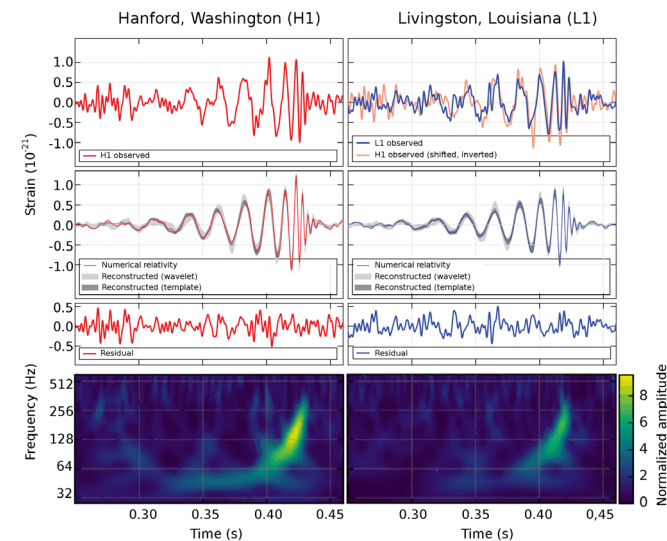 Hanford, Washington (H1)
Livingston, Louisiana (L1)
Strain (10⁻²¹)
1.0
0.5
0.0
-0.5
-1.0
H1 observed
L1 observed
H1 observed (shifted, inverted)
1.0
0.5
0.0
-0.5
-1.0
Numerical relativity
Reconstructed (wavelet)
Reconstructed (template)
Numerical relativity
Reconstructed (wavelet)
Reconstructed (template)
0.5
0.0
-0.5
Residual
Residual
Frequency (Hz)
512
256
128
64
32
0.30
0.35
0.40
0,45
Time (s)
0.30
0.35
0.40
0,45
Time (s)
8
6
4
2
0
Normalized amplitude